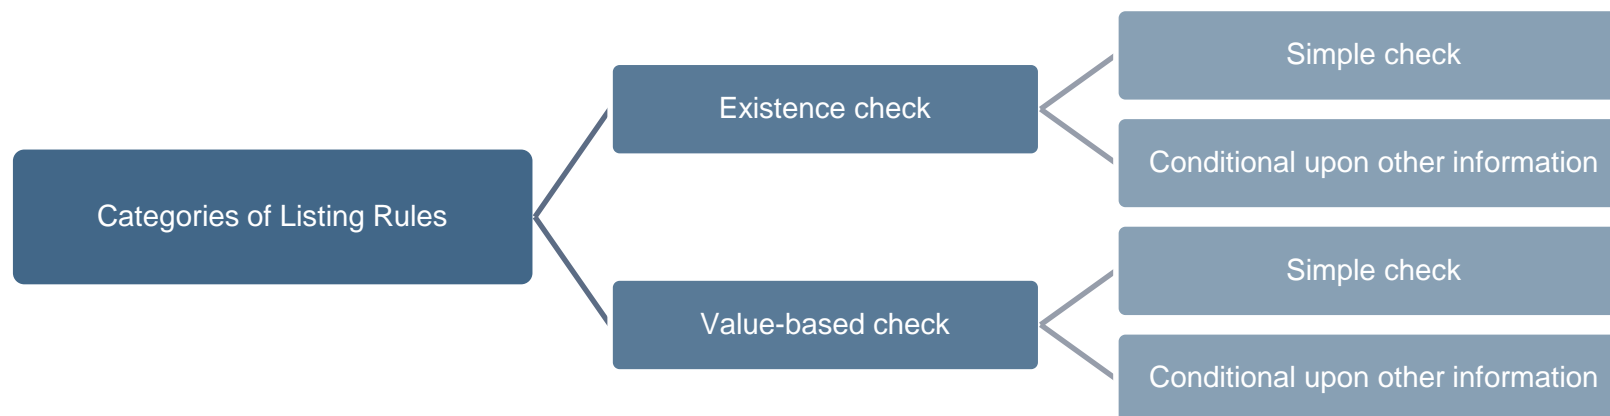 Categories of Listing Rules
Existence check
Simple check
Conditional upon other information
Value-based check
Simple check
Conditional upon other information